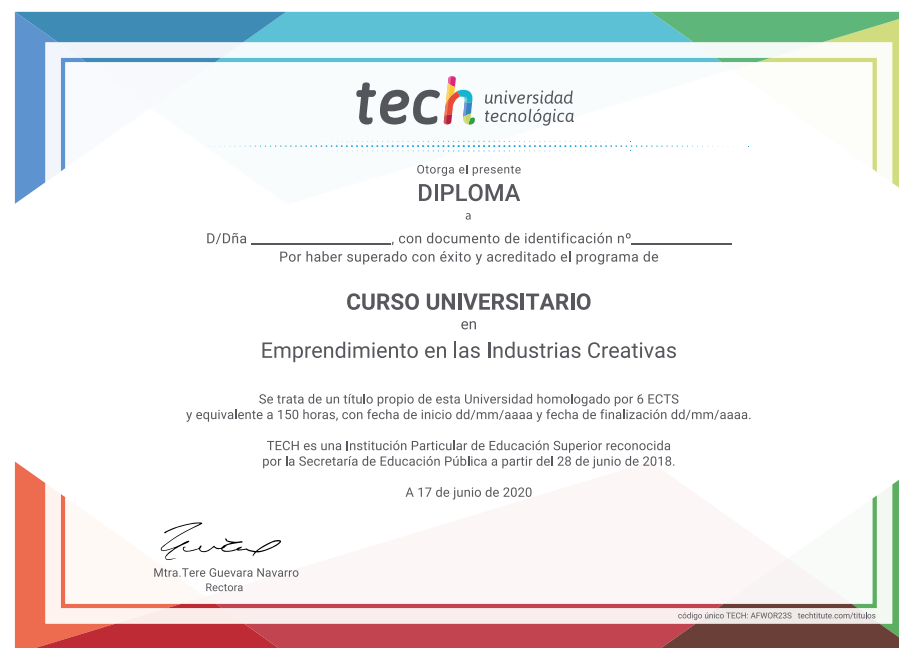 tech universidad
tecnológica
Otorga el presente
DIPLOMA
a
D/Dña ____________________, con documento de identificación nº______________
Por haber superado con éxito y acreditado el programa de
CURSO UNIVERSITARIO
en
Emprendimiento en las Industrias Creativas
Se trata de un título propio de esta Universidad homologado por 6 ECTS
y equivalente a 150 horas, con fecha de inicio dd/mm/aaaa y fecha de finalización dd/mm/aaaa.
TECH es una Institución Particular de Educación Superior reconocida
por la Secretaría de Educación Pública a partir del 28 de junio de 2018.
A 17 de junio de 2020
Mtra.Tere Guevara Navarro
Rectora
código único TECH: AFWOR23S techtitute.com/titulos